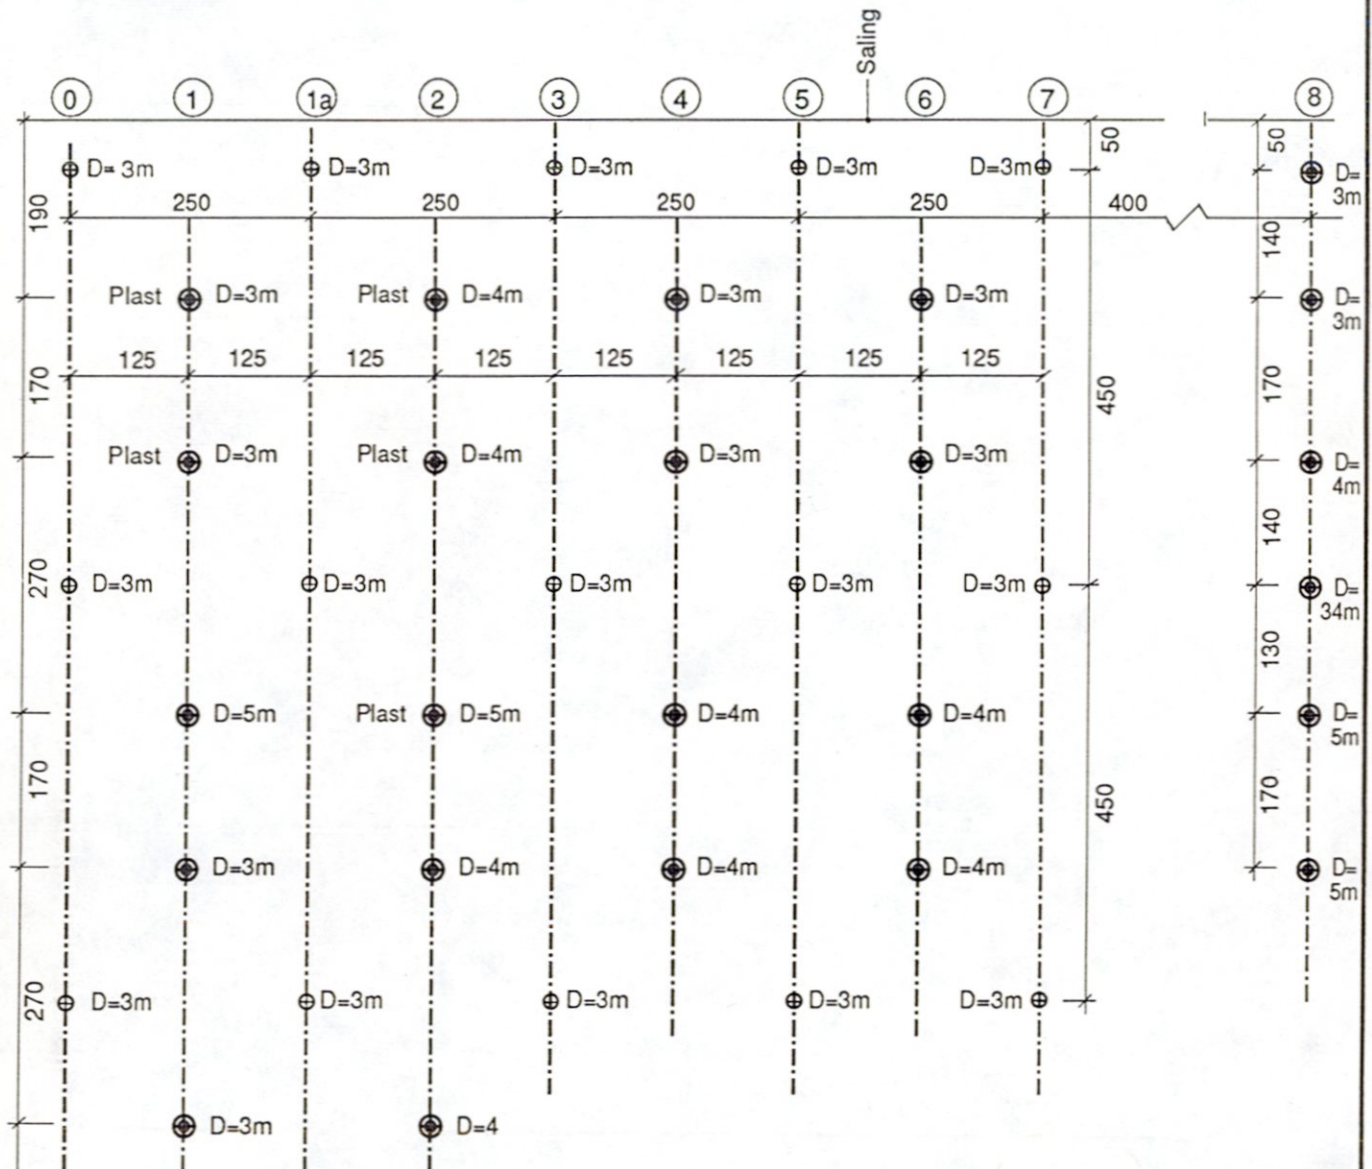 Saling
0 1 1a 2 3 4 5 6 7 8
50 50
D= 3m D=3m D=3m D=3m D=3m D=
3m
190 250 250 250 250 400
140
Plast D=3m Plast D=4m D=3m D=3m D=
3m
125 125 125 125 125 125 125 125
170 450 170
Plast D=3m Plast D=4m D=3m D=3m D=
4m
140
270 D=3m D=3m D=3m D=3m D=3m D=
34m
130
D=5m Plast D=5m D=4m D=4m D=
5m
170 450 170
D=3m D=4m D=4m D=4m D=
5m
270 D=3m D=3m D=3m D=3m D=3m
D=3m D=4